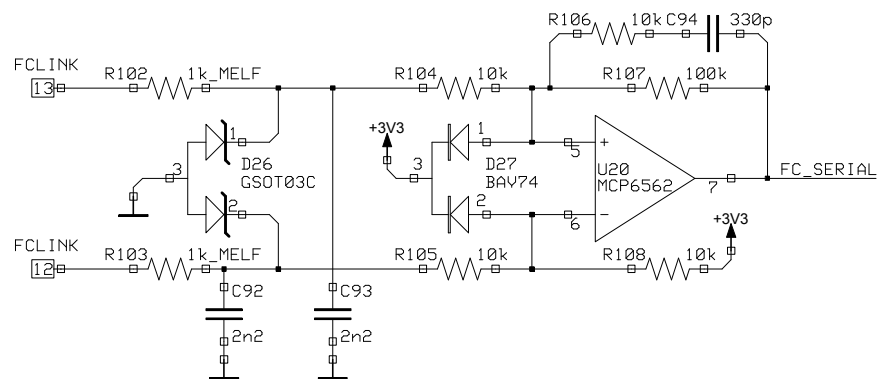 R106 10k C94 330p
FCLINK
13 R102 1k_MELF R104 10k R107 100k
+3V3
1 1
3 3 5 +
D26 D27 U20
GSOT03C BAV74 MCP6562 7 FC_SERIAL
2 2 6 −
+3V3
FCLINK
12 R103 1k_MELF R105 10k R108 10k
C92 C93
2n2 2n2